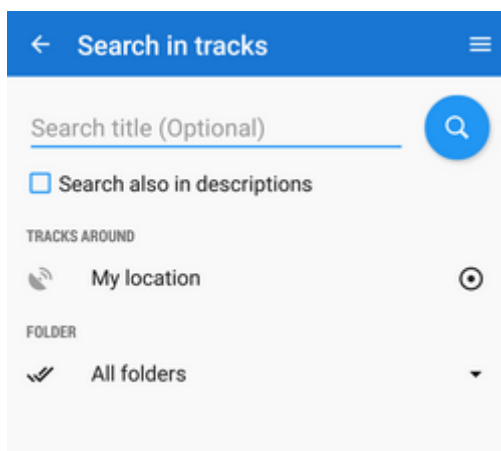 Search in tracks
Search title (Optional)
Search also in descriptions
TRACKS AROUND
My location
FOLDER
All folders